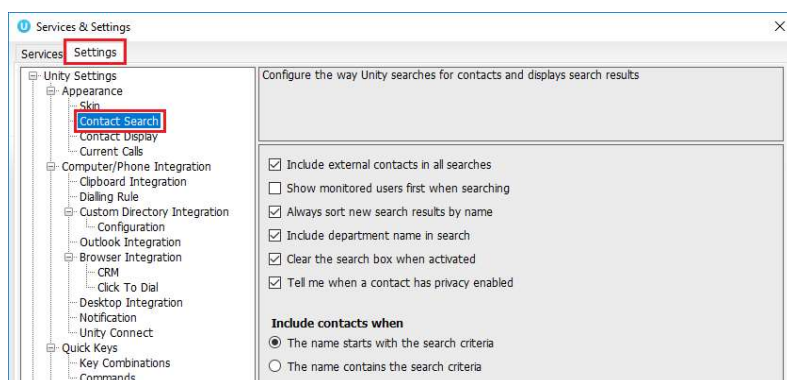 Services & Settings
Services Settings
Unity Settings
Appearance
Skin
Contact Search
Contact Display
Current Calls
Computer/Phone Integration
Clipboard Integration
Dialling Rule
Custom Directory Integration
Configuration
Outlook Integration
Browser Integration
CRM
Click To Dial
Desktop Integration
Notification
Unity Connect
Quick Keys
Key Combinations
Commands
Configure the way Unity searches for contacts and displays search results
Include external contacts in all searches
Show monitored users first when searching
Always sort new search results by name
Include department name in search
Clear the search box when activated
Tell me when a contact has privacy enabled
Include contacts when
The name starts with the search criteria
The name contains the search criteria